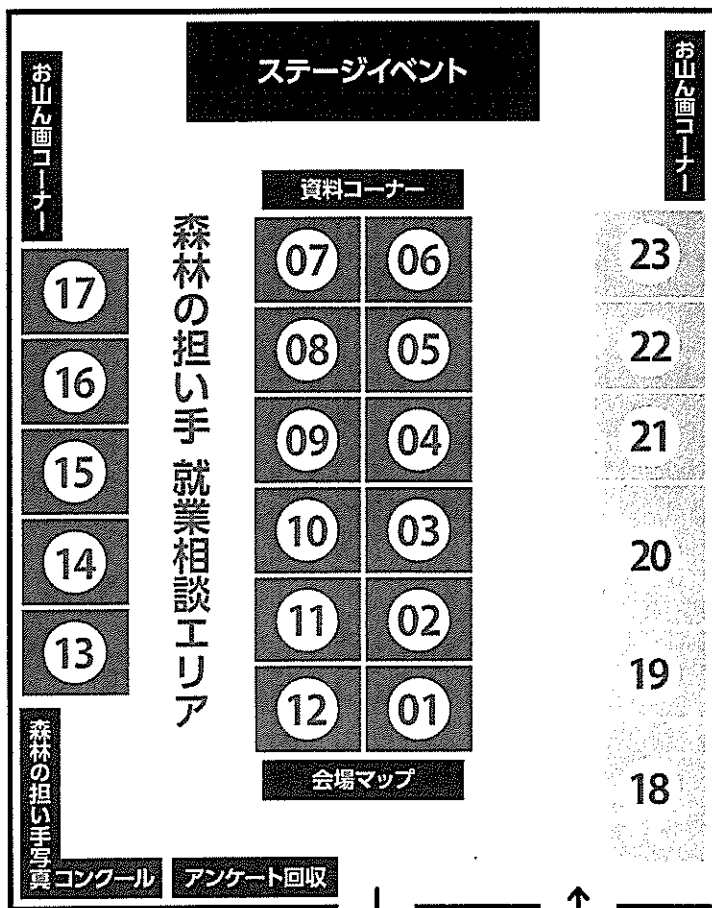 ステージイベント
お山ん画コーナー
お山ん画コーナー
資料コーナー
森林の担い手 就業相談エリア
07 06
08 05
09 04
10 03
11 02
12 01
17
16
15
14
13
23
22
21
20
19
18
会場マップ
森林の担い手写真
コンクール
アンケート回収